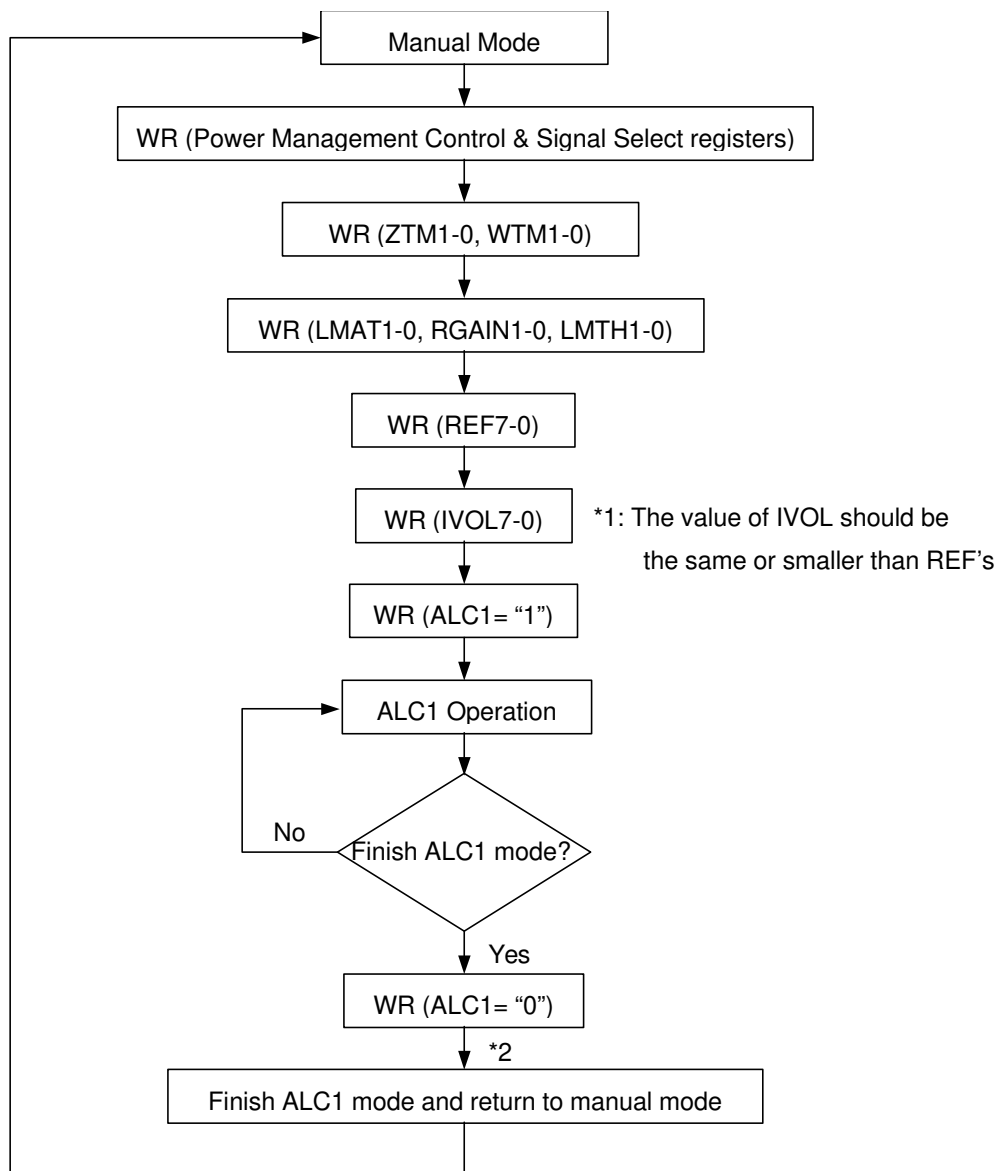 Manual Mode
WR (Power Management Control & Signal Select registers)
WR (ZTM1-0, WTM1-0)
WR (LMAT1-0, RGAIN1-0, LMTH1-0)
WR (REF7-0)
WR (IVOL7-0)
*1: The value of IVOL should be
the same or smaller than REF’s
WR (ALC1= “1”)
ALC1 Operation
No
Finish ALC1 mode?
Yes
WR (ALC1= “0”)
*2
Finish ALC1 mode and return to manual mode